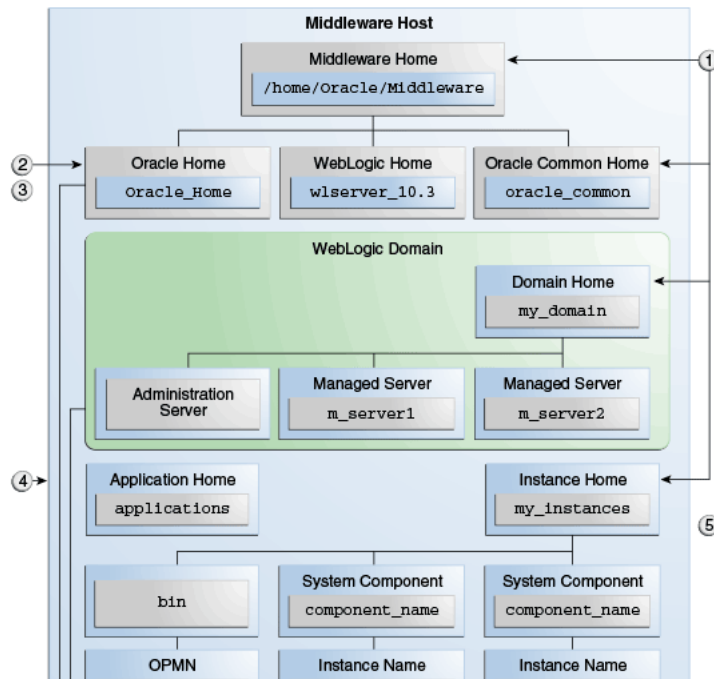 Middleware Host
Middleware Home
/home/Oracle/Middleware
1
2
Oracle Home
WebLogic Home
Oracle Common Home
3
Oracle_Home
wlserver_10.3
oracle_common
WebLogic Domain
Domain Home
my_domain
Administration
Server
Managed Server
m_server1
Managed Server
m_server2
4
Application Home
applications
Instance Home
my_instances
5
bin
System Component
component_name
System Component
component_name
OPMN
Instance Name
Instance Name